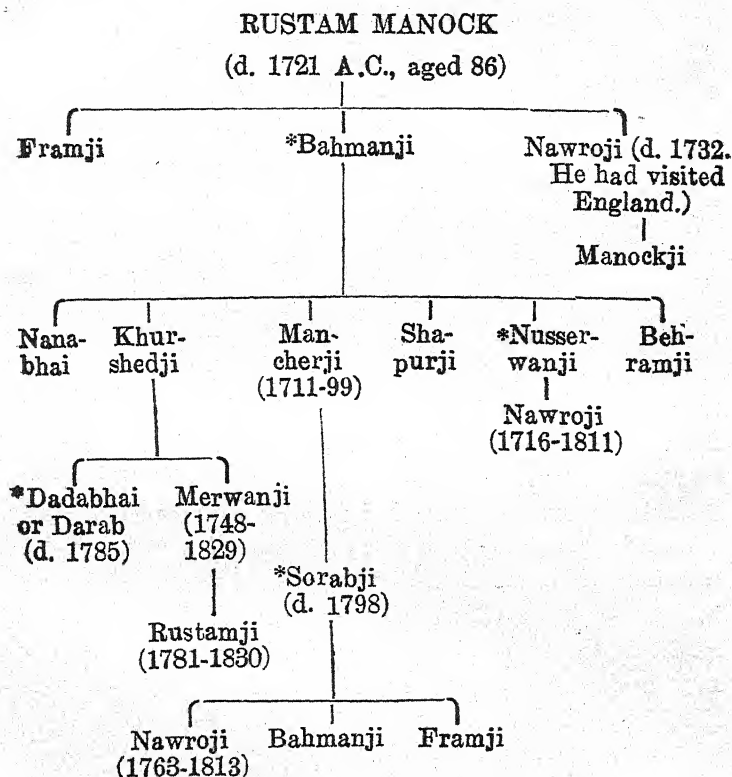 RUSTAM MANOCK
(d. 1721 A.C., aged 86)
Framji
*Bahmanji
Nawroji (d. 1732.
He had visited
England.)
Manockji
Nana-
bhai
Khur-
shedji
Man-
cherji
(1711-99)
Sha-
purji
*Nusser-
wanji
Beh-
ramji
Nawroji
(1716-1811)
*Dadabhai
or Darab
(d. 1785)
Merwanji
(1748-
1829)
*Sorabji
(d. 1798)
Rustamji
(1781-1830)
Nawroji
(1763-1813)
Bahmanji
Framji